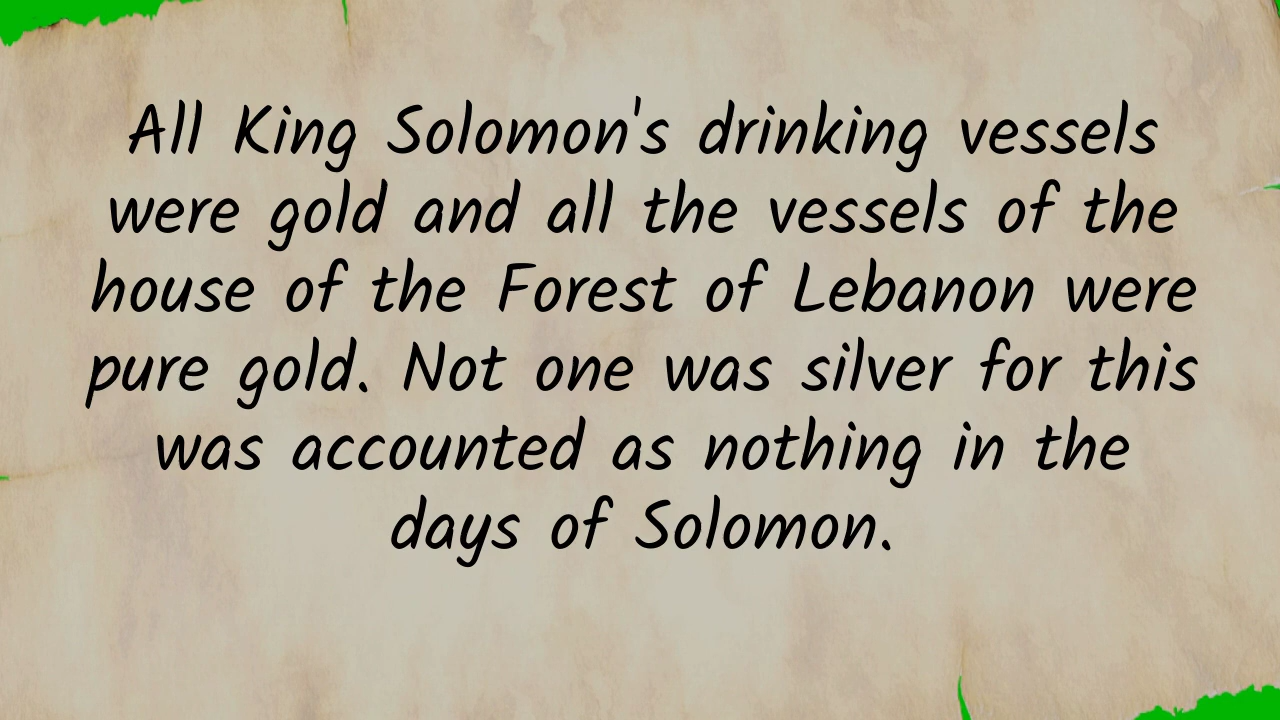 All King Solomon's drinking vessels
were gold and all the vessels of the
house of the Forest of Lebanon were
pure gold. Not one was silver for this
was accounted as nothing in the
days of Solomon.